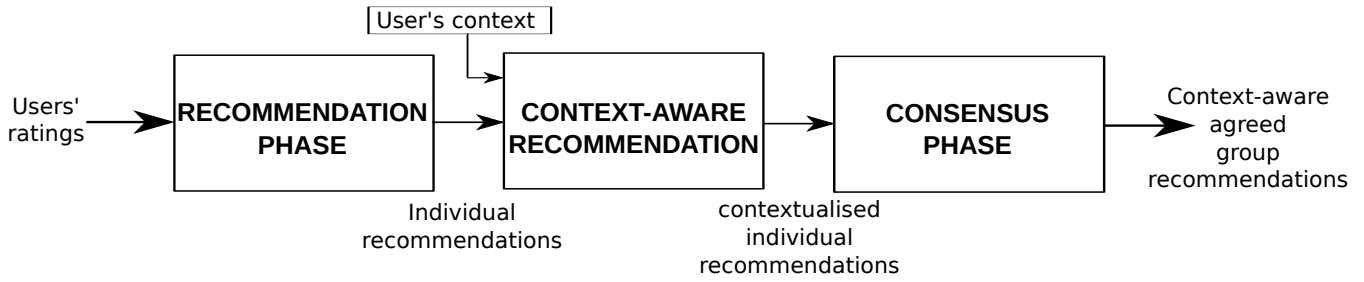 User's context
Users'
ratings
RECOMMENDATION
PHASE
CONTEXT-AWARE
RECOMMENDATION
CONSENSUS
PHASE
Context-aware
agreed
group
recommendations
Individual
recommendations
contextualised
individual
recommendations